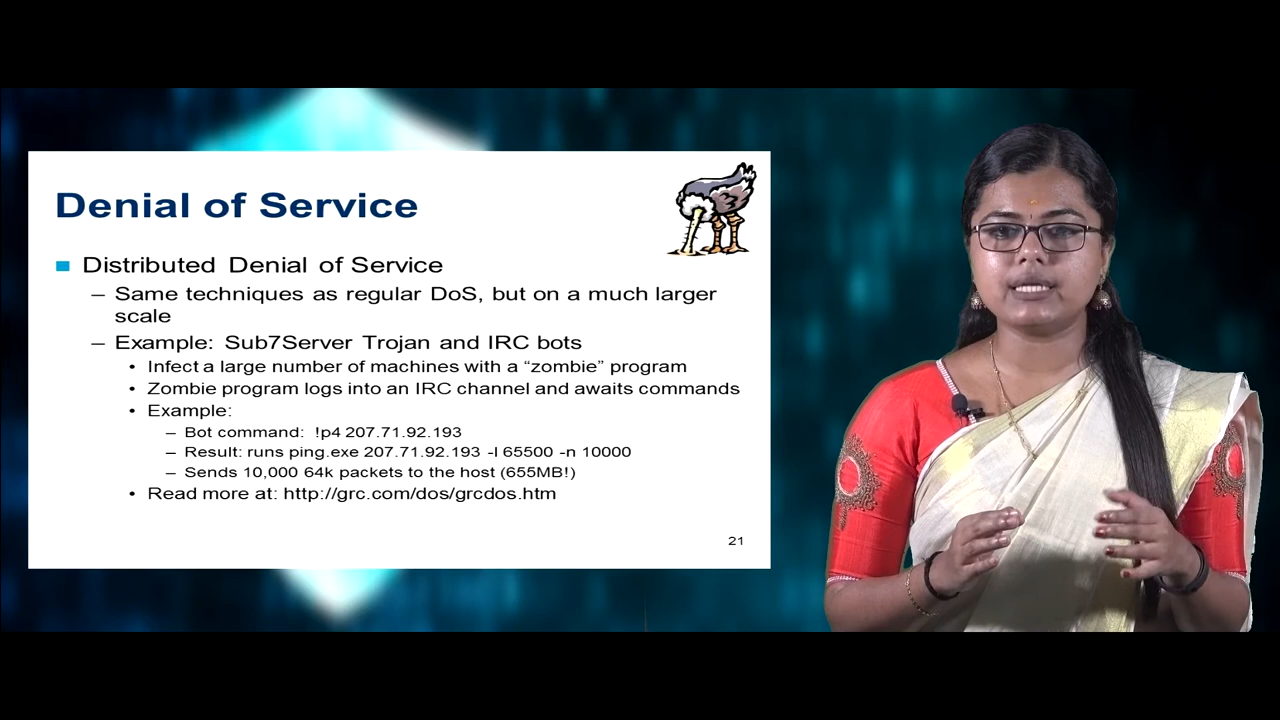 Denial of Service
Distributed Denial of Service
– Same techniques as regular DoS, but on a much larger
scale
– Example: Sub7Server Trojan and IRC bots
• Infect a large number of machines with a “zombie” program
• Zombie program logs into an IRC channel and awaits commands
• Example:
– Bot command: !p4 207.71.92.193
– Result: runs ping.exe 207.71.92.193 -l 65500 -n 10000
– Sends 10,000 64k packets to the host (655MB!)
• Read more at: http://grc.com/dos/grcdos.htm
21